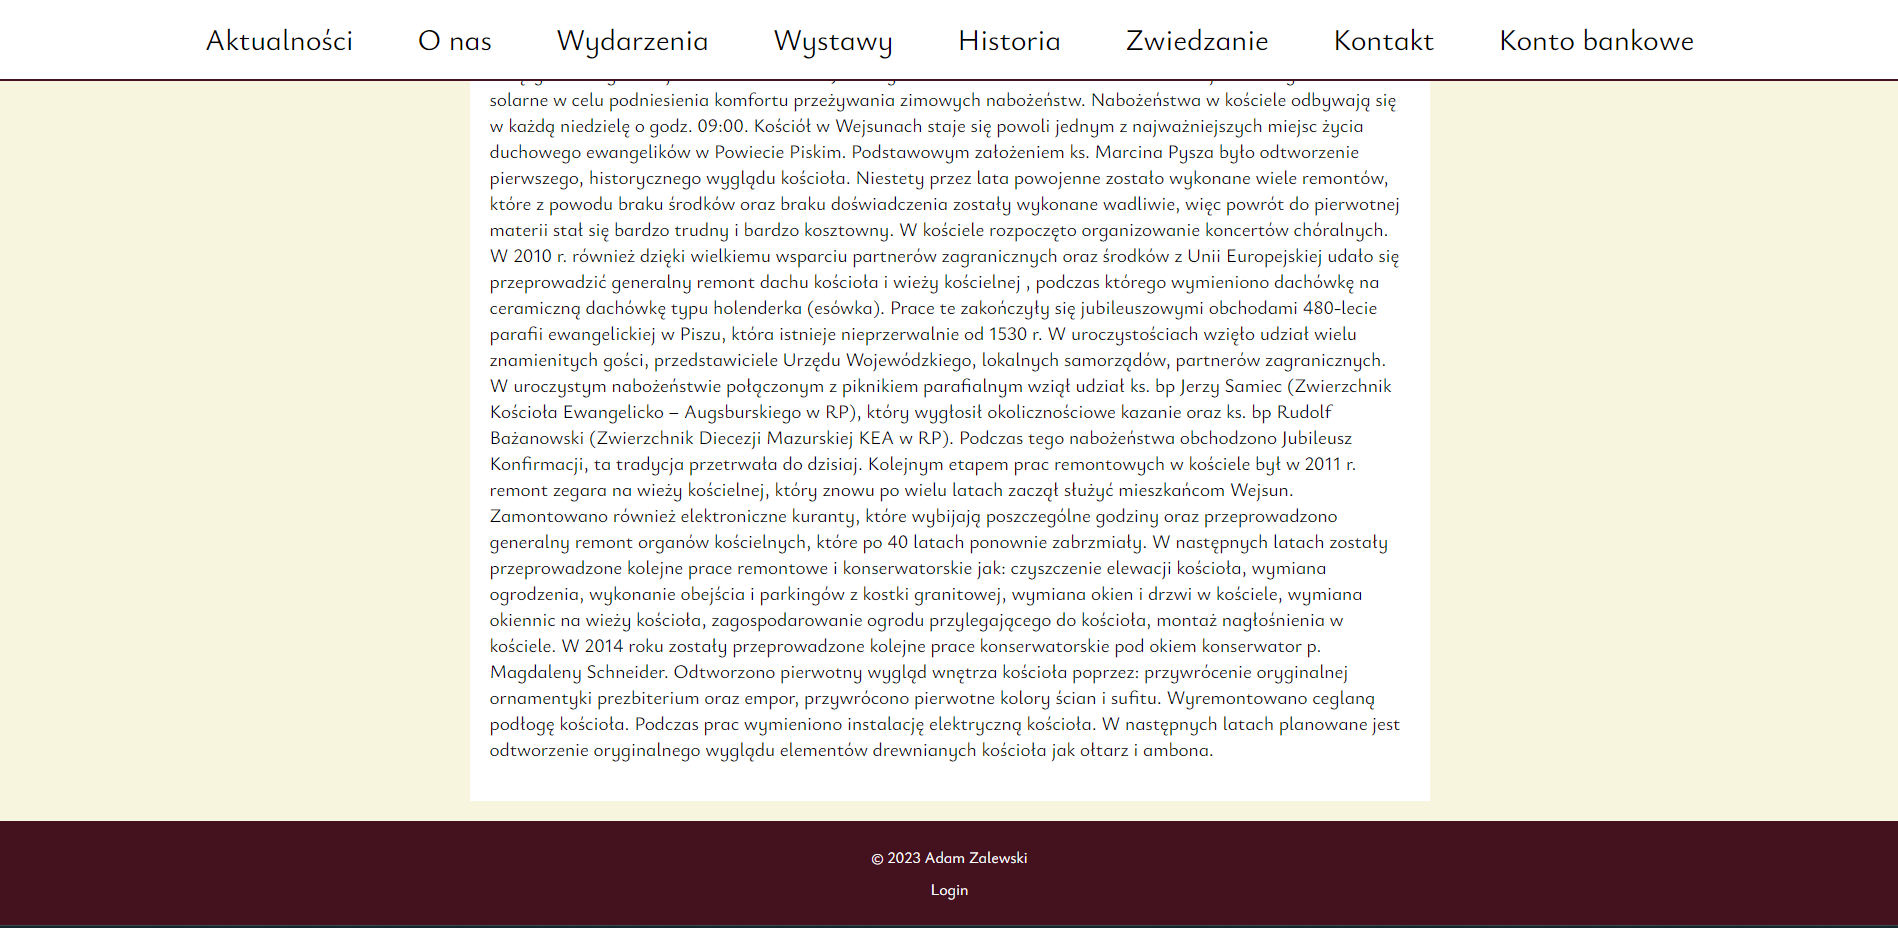 Aktualności O nas Wydarzenia Wystawy Historia Zwiedzanie Kontakt Konto bankowe
solarne w celu podniesienia komfortu przeżywania zimowych nabożeństw. Nabożeństwa w kościele odbywają się
w każdą niedzielę o godz. 09:00. Kościół w Wejsunach staje się powoli jednym z najważniejszych miejsc życia
duchowego ewangelików w Powiecie Piskim. Podstawowym założeniem ks. Marcina Pysza było odtworzenie
pierwszego, historycznego wyglądu kościoła. Niestety przez lata powojenne zostało wykonane wiele remontów,
które z powodu braku środków oraz braku doświadczenia zostały wykonane wadliwie, więc powrót do pierwotnej
materii stał się bardzo trudny i bardzo kosztowny. W kościele rozpoczęto organizowanie koncertów chóralnych.
W 2010 r. również dzięki wielkiemu wsparciu partnerów zagranicznych oraz środków z Unii Europejskiej udało się
przeprowadzić generalny remont dachu kościoła i wieży kościelnej , podczas którego wymieniono dachówkę na
ceramiczną dachówkę typu holenderka (esówka). Prace te zakończyły się jubileuszowymi obchodami 480-lecie
parafii ewangelickiej w Piszu, która istnieje nieprzerwalnie od 1530 r. W uroczystościach wzięło udział wielu
znamienitych gości, przedstawiciele Urzędu Wojewódzkiego, lokalnych samorządów, partnerów zagranicznych.
W uroczystym nabożeństwie połączonym z piknikiem parafialnym wziął udział ks. bp Jerzy Samiec (Zwierzchnik
Kościoła Ewangelicko – Augsburskiego w RP), który wygłosił okolicznościowe kazanie oraz ks. bp Rudolf
Bażanowski (Zwierzchnik Diecezji Mazurskiej KEA w RP). Podczas tego nabożeństwa obchodzono Jubileusz
Konfirmacji, ta tradycja przetrwała do dzisiaj. Kolejnym etapem prac remontowych w kościele był w 2011 r.
remont zegara na wieży kościelnej, który znowu po wielu latach zaczął służyć mieszkańcom Wejsun.
Zamontowano również elektroniczne kuranty, które wybijają poszczególne godziny oraz przeprowadzono
generalny remont organów kościelnych, które po 40 latach ponownie zabrzmiały. W następnych latach zostały
przeprowadzone kolejne prace remontowe i konserwatorskie jak: czyszczenie elewacji kościoła, wymiana
ogrodzenia, wykonanie obejścia i parkingów z kostki granitowej, wymiana okien i drzwi w kościele, wymiana
okiennic na wieży kościoła, zagospodarowanie ogrodu przylegającego do kościoła, montaż nagłośnienia w
kościele. W 2014 roku zostały przeprowadzone kolejne prace konserwatorskie pod okiem konserwator p.
Magdaleny Schneider. Odtworzono pierwotny wygląd wnętrza kościoła poprzez: przywrócenie oryginalnej
ornamentyki prezbiterium oraz empor, przywrócono pierwotne kolory ścian i sufitu. Wyremontowano ceglaną
podłogę kościoła. Podczas prac wymieniono instalację elektryczną kościoła. W następnych latach planowane jest
odtworzenie oryginalnego wyglądu elementów drewnianych kościoła jak ołtarz i ambona.
© 2023 Adam Zalewski
Login